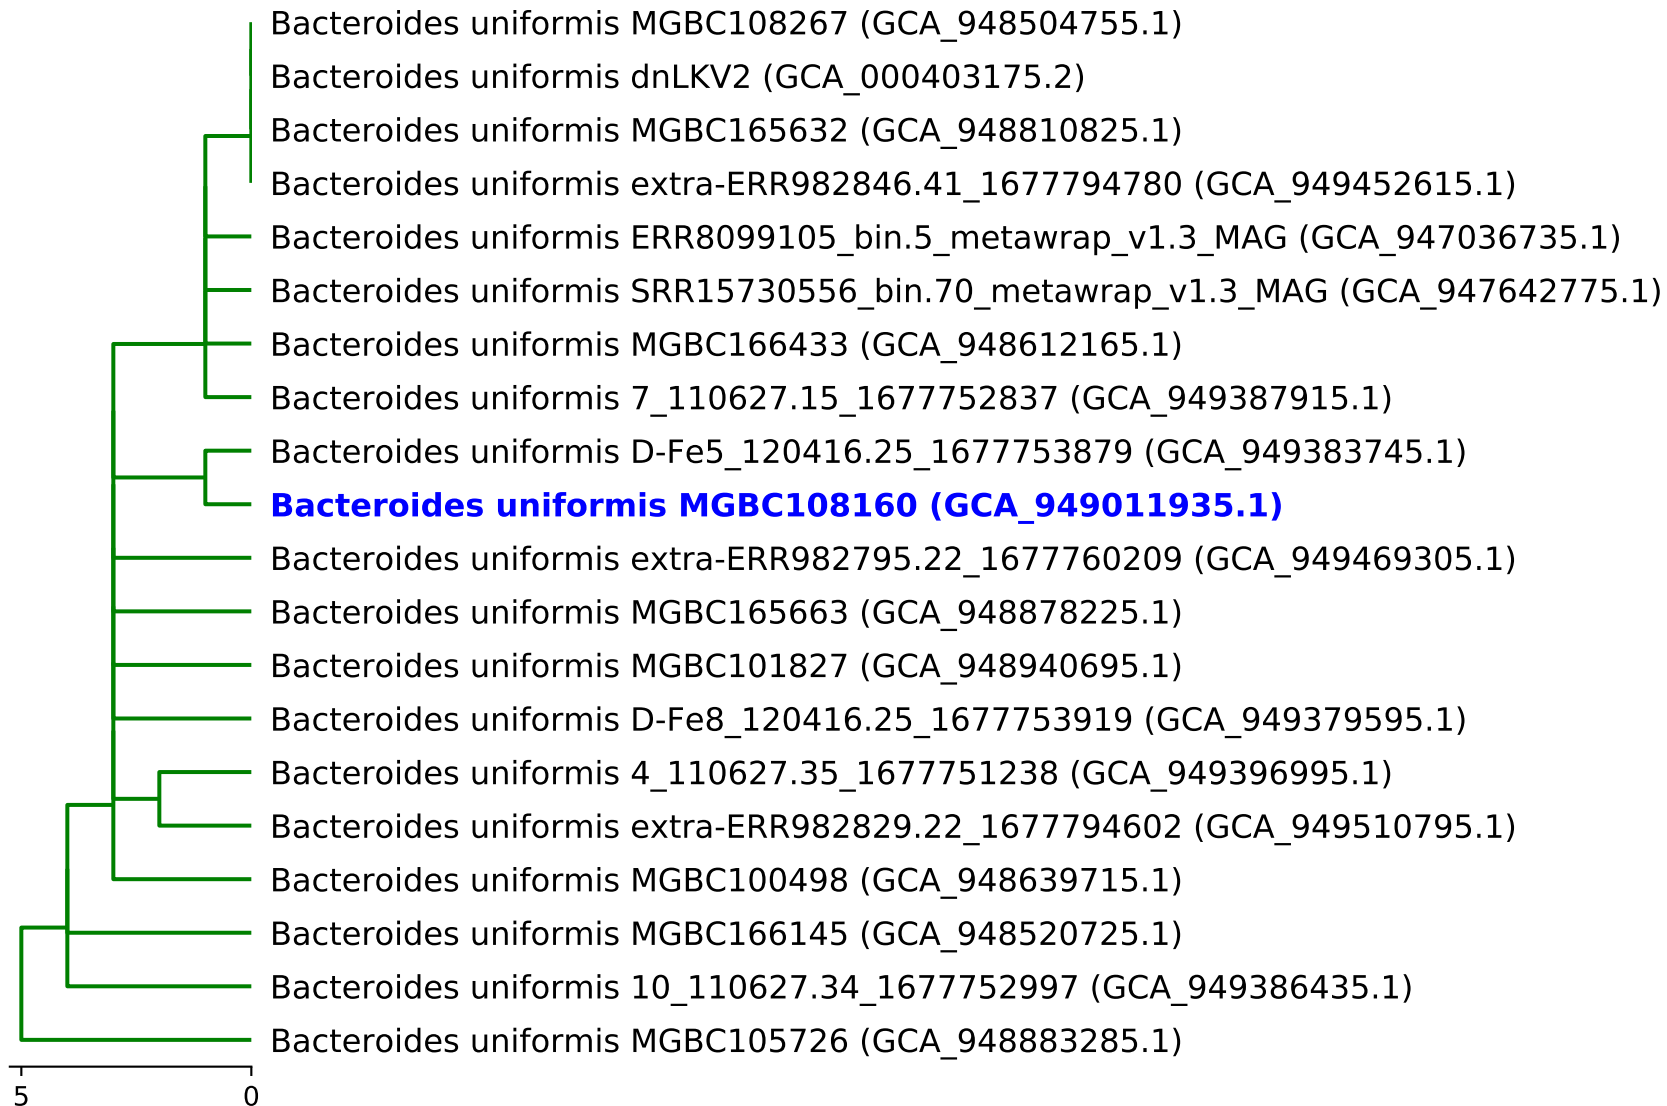 Bacteroides uniformis MGBC108267 (GCA_948504755.1)
Bacteroides uniformis dnLKV2 (GCA_000403175.2)
Bacteroides uniformis MGBC165632 (GCA_948810825.1)
Bacteroides uniformis extra-ERR982846.41_1677794780 (GCA_949452615.1)
Bacteroides uniformis ERR8099105_bin.5_metawrap_v1.3_MAG (GCA_947036735.1)
Bacteroides uniformis SRR15730556_bin.70_metawrap_v1.3_MAG (GCA_947642775.1)
Bacteroides uniformis MGBC166433 (GCA_948612165.1)
Bacteroides uniformis 7_110627.15_1677752837 (GCA_949387915.1)
Bacteroides uniformis D-Fe5_120416.25_1677753879 (GCA_949383745.1)
Bacteroides uniformis MGBC108160 (GCA_949011935.1)
Bacteroides uniformis extra-ERR982795.22_1677760209 (GCA_949469305.1)
Bacteroides uniformis MGBC165663 (GCA_948878225.1)
Bacteroides uniformis MGBC101827 (GCA_948940695.1)
Bacteroides uniformis D-Fe8_120416.25_1677753919 (GCA_949379595.1)
Bacteroides uniformis 4_110627.35_1677751238 (GCA_949396995.1)
Bacteroides uniformis extra-ERR982829.22_1677794602 (GCA_949510795.1)
Bacteroides uniformis MGBC100498 (GCA_948639715.1)
Bacteroides uniformis MGBC166145 (GCA_948520725.1)
Bacteroides uniformis 10_110627.34_1677752997 (GCA_949386435.1)
Bacteroides uniformis MGBC105726 (GCA_948883285.1)
5 0